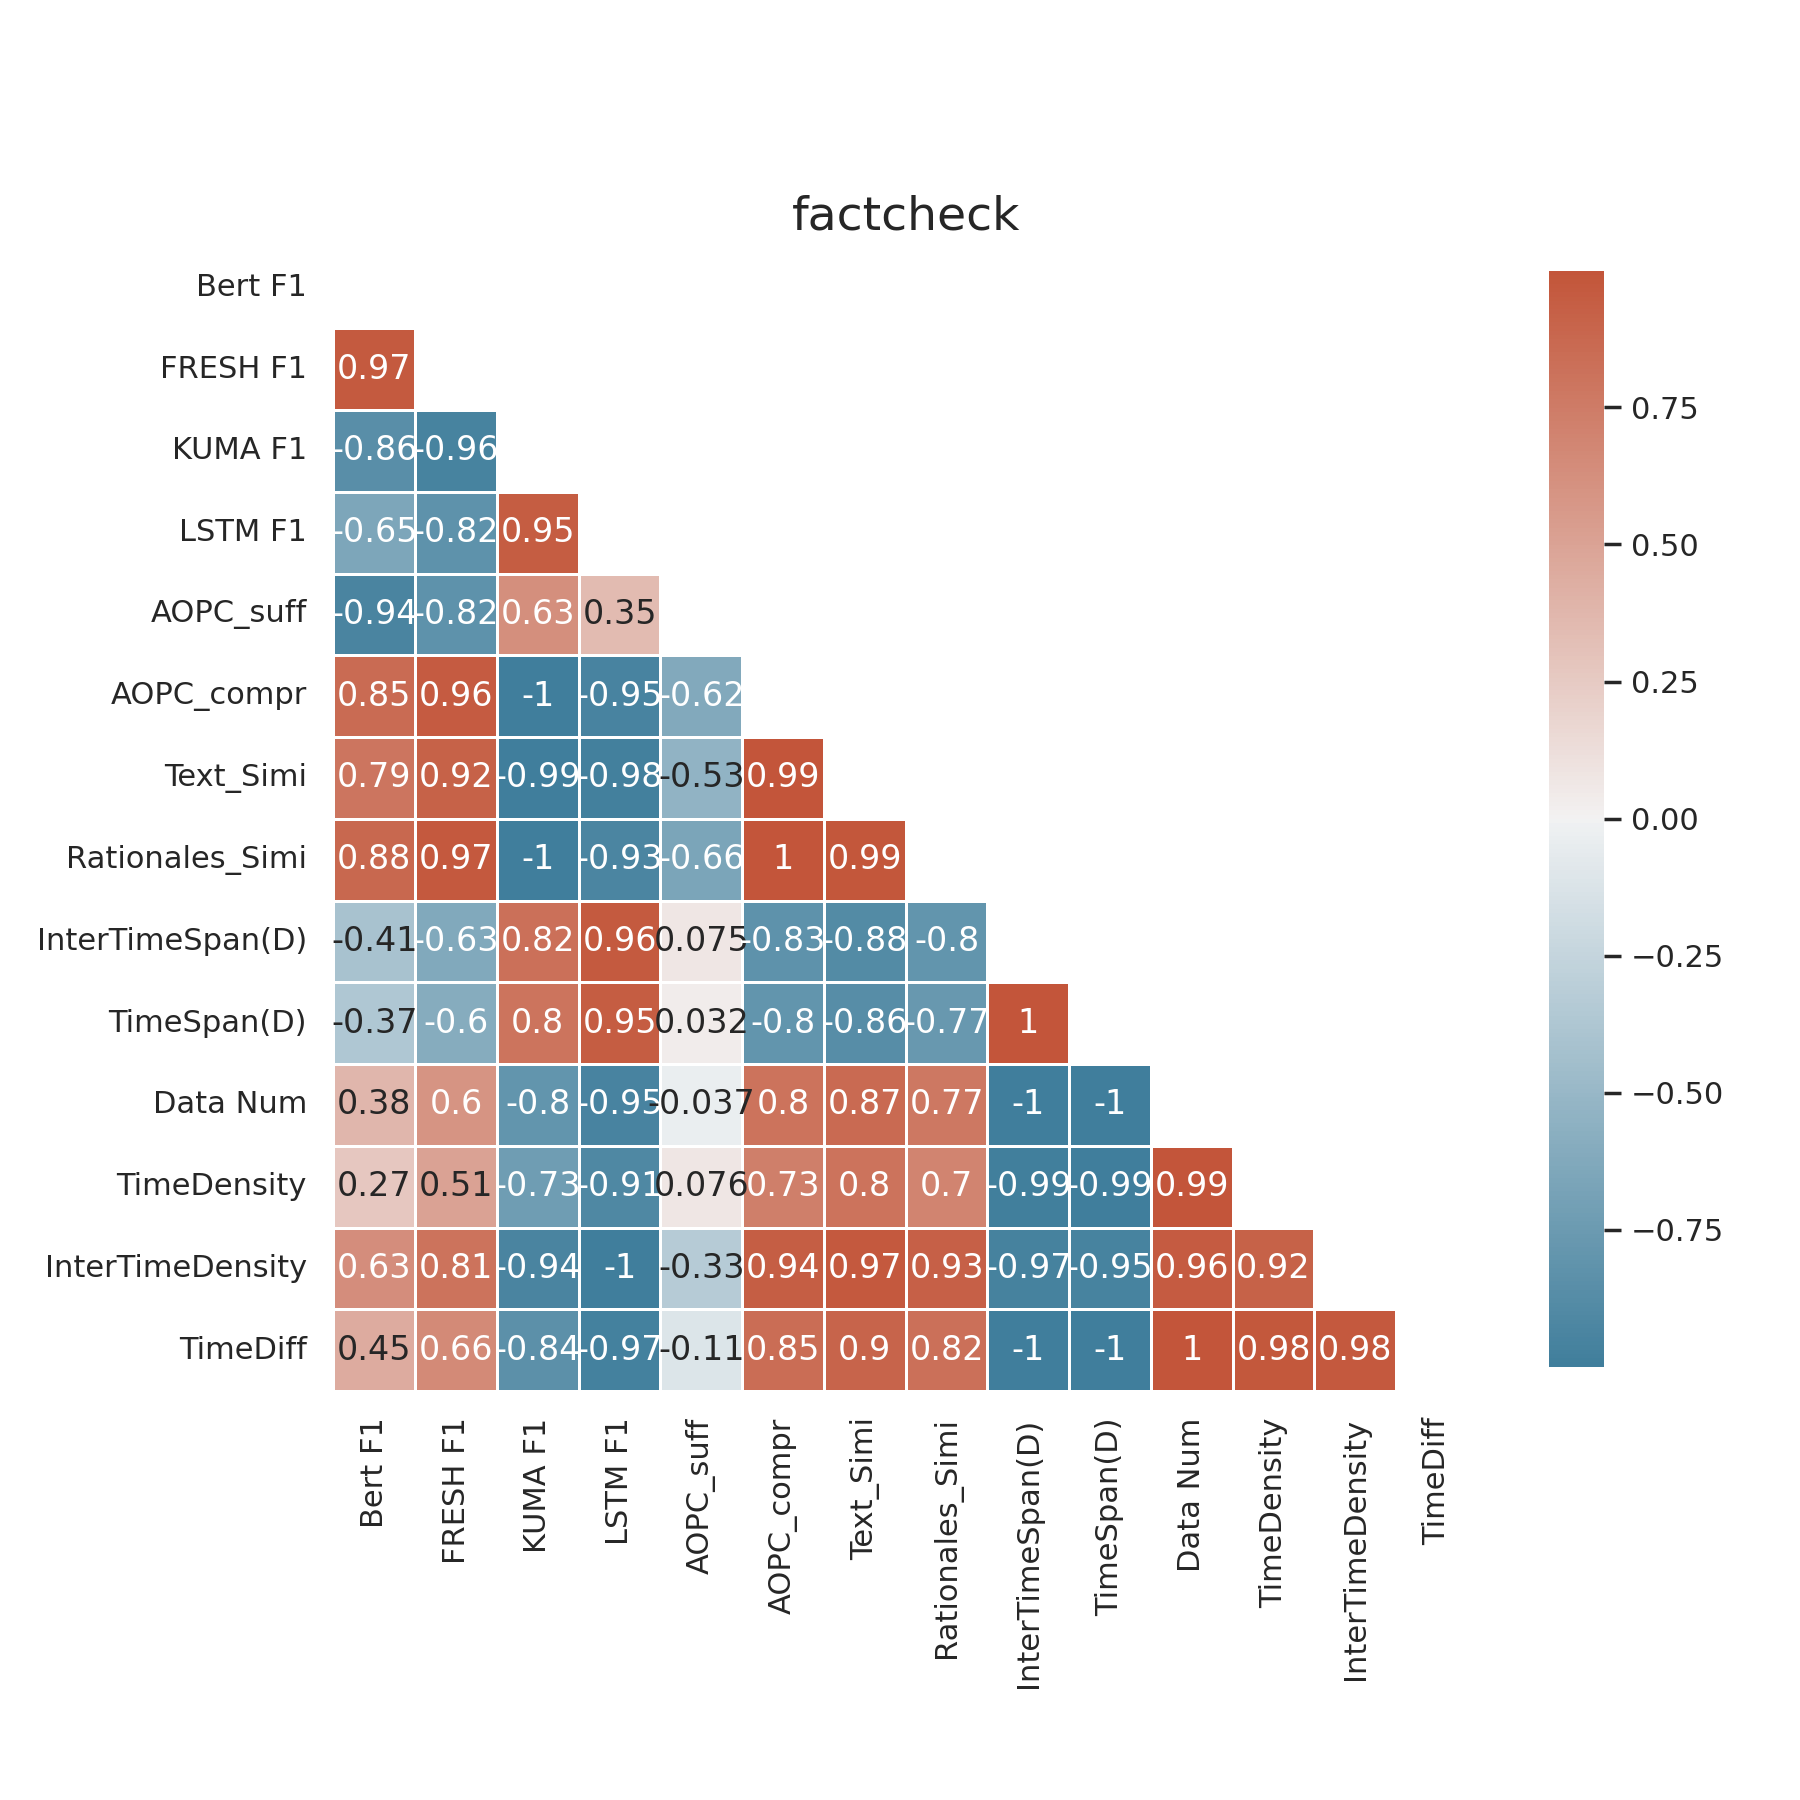 factcheck
Bert F1
FRESH F1 0.97
KUMA F1 -0.86 -0.96
LSTM F1 -0.65 -0.82 0.95
AOPC_suff -0.94 -0.82 0.63 0.35
AOPC_compr 0.85 0.96 -1 -0.95 -0.62
Text_Simi 0.79 0.92 -0.99 -0.98 -0.53 0.99
Rationales_Simi 0.88 0.97 -1 -0.93 -0.66 1 0.99
InterTimeSpan(D) -0.41 -0.63 0.82 0.96 0.075 -0.83 -0.88 -0.8
TimeSpan(D) -0.37 -0.6 0.8 0.95 0.032 -0.8 -0.86 -0.77 1
Data Num 0.38 0.6 -0.8 -0.95 -0.037 0.8 0.87 0.77 -1 -1
TimeDensity 0.27 0.51 -0.73 -0.91 0.076 0.73 0.8 0.7 -0.99 -0.99 0.99
InterTimeDensity 0.63 0.81 -0.94 -1 -0.33 0.94 0.97 0.93 -0.97 -0.95 0.96 0.92
TimeDiff 0.45 0.66 -0.84 -0.97 -0.11 0.85 0.9 0.82 -1 -1 1 0.98 0.98
Bert F1
FRESH F1
KUMA F1
LSTM F1
AOPC_suff
AOPC_compr
Text_Simi
Rationales_Simi
InterTimeSpan(D)
TimeSpan(D)
Data Num
TimeDensity
InterTimeDensity
TimeDiff
0.75
0.50
0.25
0.00
−0.25
−0.50
−0.75